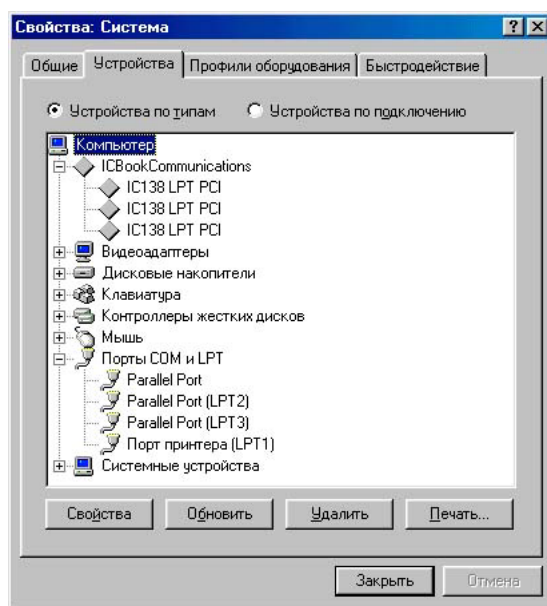 Свойства: Система
Общие Устройства Профили оборудования Быстродействие
Устройства по типам Устройства по подключению
Компьютер
ICBookCommunications
IC138 LPT PCI
IC138 LPT PCI
IC138 LPT PCI
Видеоадаптеры
Дисковые накопители
Клавиатура
Контроллеры жестких дисков
Мышь
Порты COM и LPT
Parallel Port
Parallel Port (LPT2)
Parallel Port (LPT3)
Порт принтера (LPT1)
Системные устройства
Свойства Обновить Удалить Печать...
Закрыть Отмена